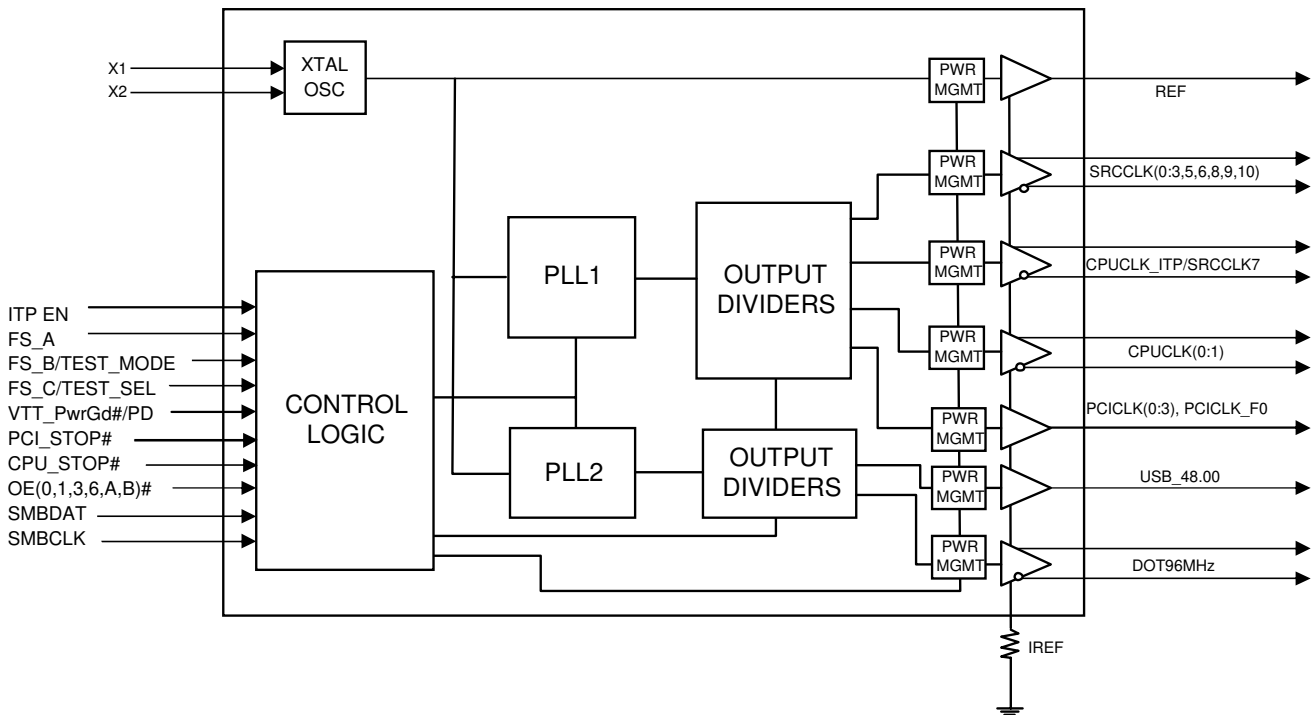 X1
X2
XTAL
OSC
PWR
MGMT
REF
PWR
MGMT
SRCCLK(0:3,5,6,8,9,10)
PLL1
OUTPUT
DIVIDERS
PWR
MGMT
CPUCLK_ITP/SRCCLK7
ITP EN
FS_A
FS_B/TEST_MODE
FS_C/TEST_SEL
VTT_PwrGd#/PD
PCI_STOP#
CPU_STOP#
OE(0,1,3,6,A,B)#
SMBDAT
SMBCLK
CONTROL
LOGIC
PWR
MGMT
CPUCLK(0:1)
PWR
MGMT
PCICLK(0:3), PCICLK_F0
PLL2
OUTPUT
DIVIDERS
PWR
MGMT
USB_48.00
PWR
MGMT
DOT96MHz
IREF